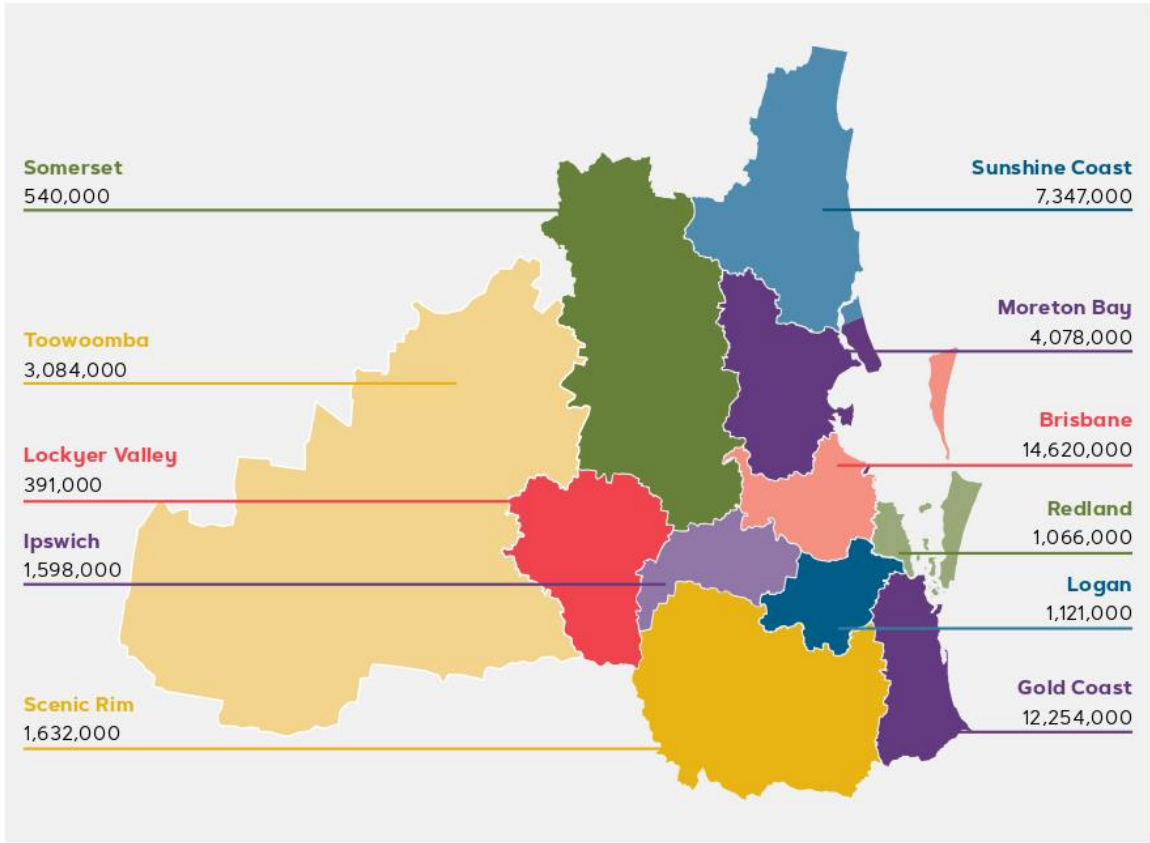 Somerset
540,000
Toowoomba
3,084,000
Lockyer Valley
391,000
Ipswich
1,598,000
Scenic Rim
1,632,000
Sunshine Coast
7,347,000
Moreton Bay
4,078,000
Brisbane
14,620,000
Redland
1,066,000
Logan
1,121,000
Gold Coast
12,254,000